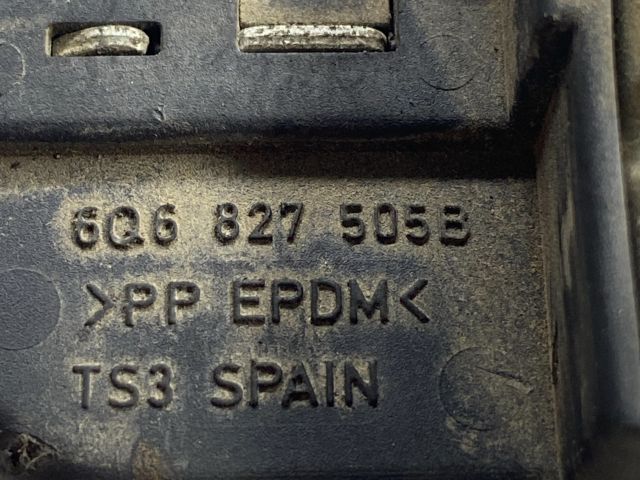 6Q6 827 505B
>PP EPDM<
TS3 SPAIN